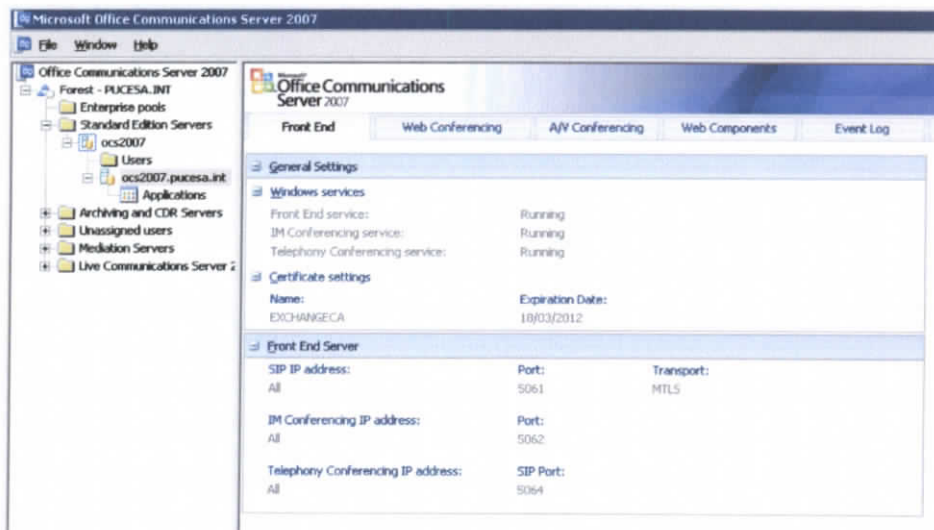 Microsoft Office Communications Server 2007
File Window Help
Office Communications Server 2007
Forest - PUCESA.INT
Enterprise pools
Standard Edition Servers
ocs2007
Users
ocs2007.pucesa.int
Applications
Archiving and CDR Servers
Unassigned users
Mediation Servers
Live Communications Server 2
Microsoft
Office Communications
Server 2007
Front End Web Conferencing A/V Conferencing Web Components Event Log
General Settings
Windows services
Front End service: Running
IM Conferencing service: Running
Telephony Conferencing service: Running
Certificate settings
Name: Expiration Date:
EXCHANGECA 18/03/2012
Front End Server
SIP IP address: Port: Transport:
All 5061 MTLS
IM Conferencing IP address: Port:
All 5062
Telephony Conferencing IP address: SIP Port:
All 5064